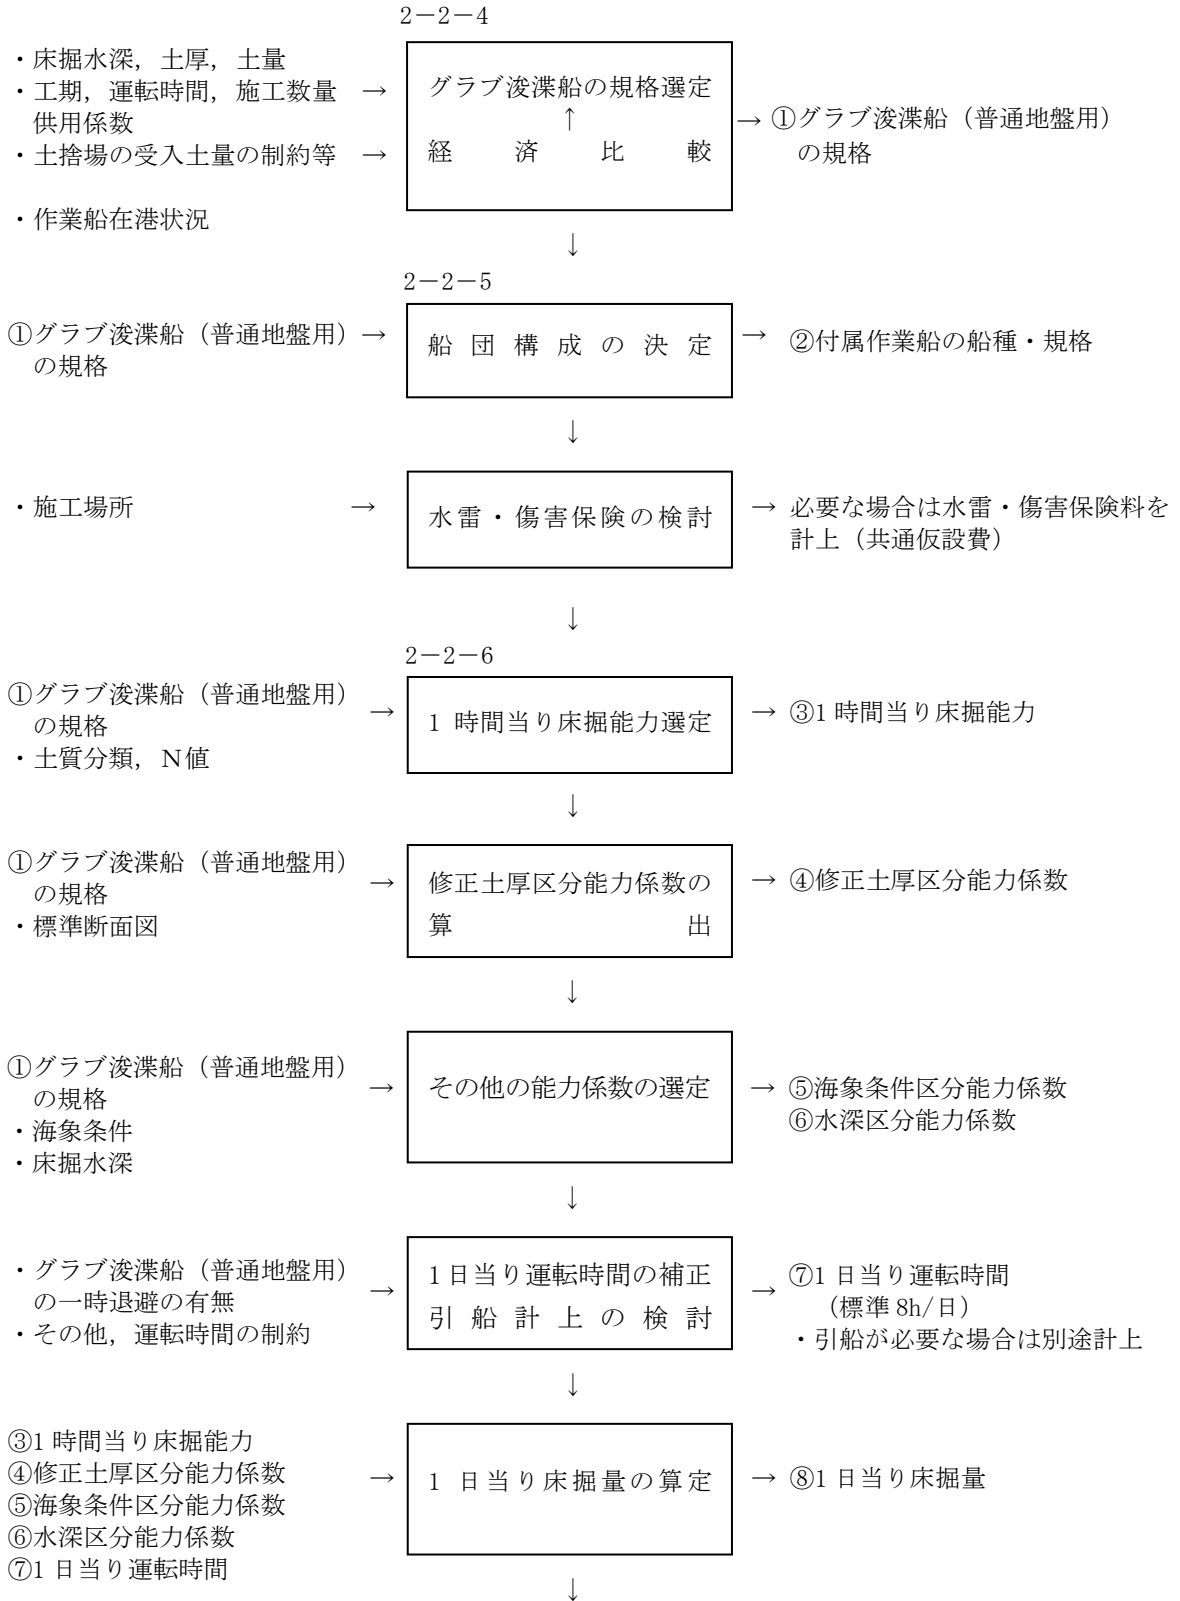 2－2－4
・床掘水深，土厚，土量
・工期，運転時間，施工数量 →
供用係数
・土捨場の受入土量の制約等 →
・作業船在港状況
グラブ浚渫船の規格選定
↑
経済比較
→ ①グラブ浚渫船（普通地盤用）
の規格
↓
2－2－5
①グラブ浚渫船（普通地盤用） →
の規格
船団構成の決定
→ ②付属作業船の船種・規格
↓
・施工場所 →
水雷・傷害保険の検討
→ 必要な場合は水雷・傷害保険料を
計上（共通仮設費）
↓
2－2－6
①グラブ浚渫船（普通地盤用）
の規格 →
・土質分類，Ｎ値
1 時間当り床掘能力選定
→ ③1 時間当り床掘能力
↓
①グラブ浚渫船（普通地盤用）
の規格 →
・標準断面図
修正土厚区分能力係数の
算出
→ ④修正土厚区分能力係数
↓
①グラブ浚渫船（普通地盤用）
の規格 →
・海象条件
・床掘水深
その他の能力係数の選定
→ ⑤海象条件区分能力係数
⑥水深区分能力係数
↓
・グラブ浚渫船（普通地盤用）
の一時退避の有無 →
・その他，運転時間の制約
1日当り運転時間の補正
引船計上の検討
→ ⑦1 日当り運転時間
（標準 8h/日）
・引船が必要な場合は別途計上
↓
③1 時間当り床掘能力
④修正土厚区分能力係数 →
⑤海象条件区分能力係数
⑥水深区分能力係数
⑦1 日当り運転時間
1 日当り床掘量の算定
→ ⑧1 日当り床掘量
↓